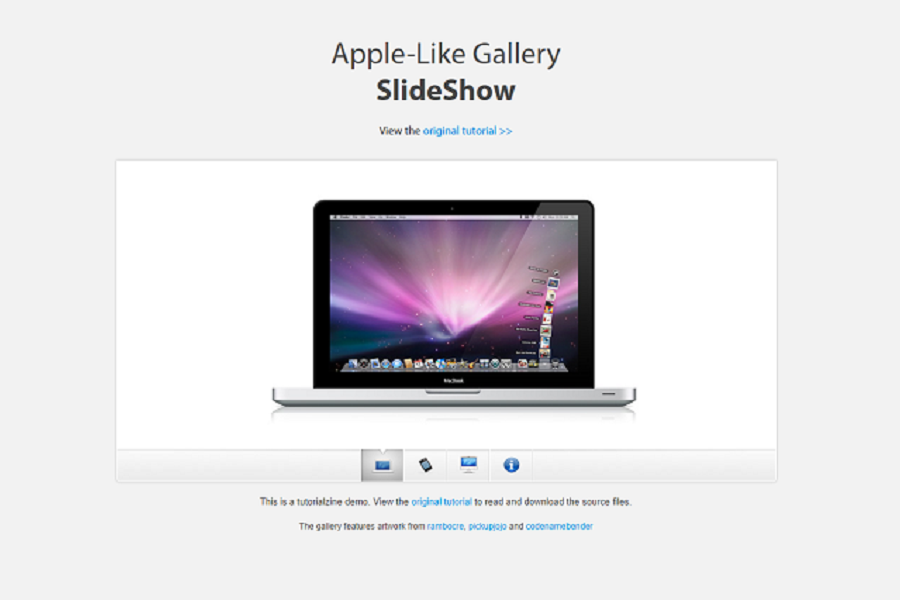 Apple-Like Gallery
SlideShow
View the original tutorial >>
MacBook
This is a tutorialzine demo. View the original tutorial to read and download the source files.
The gallery features artwork from rambocre, pickupjojo and codenamebender